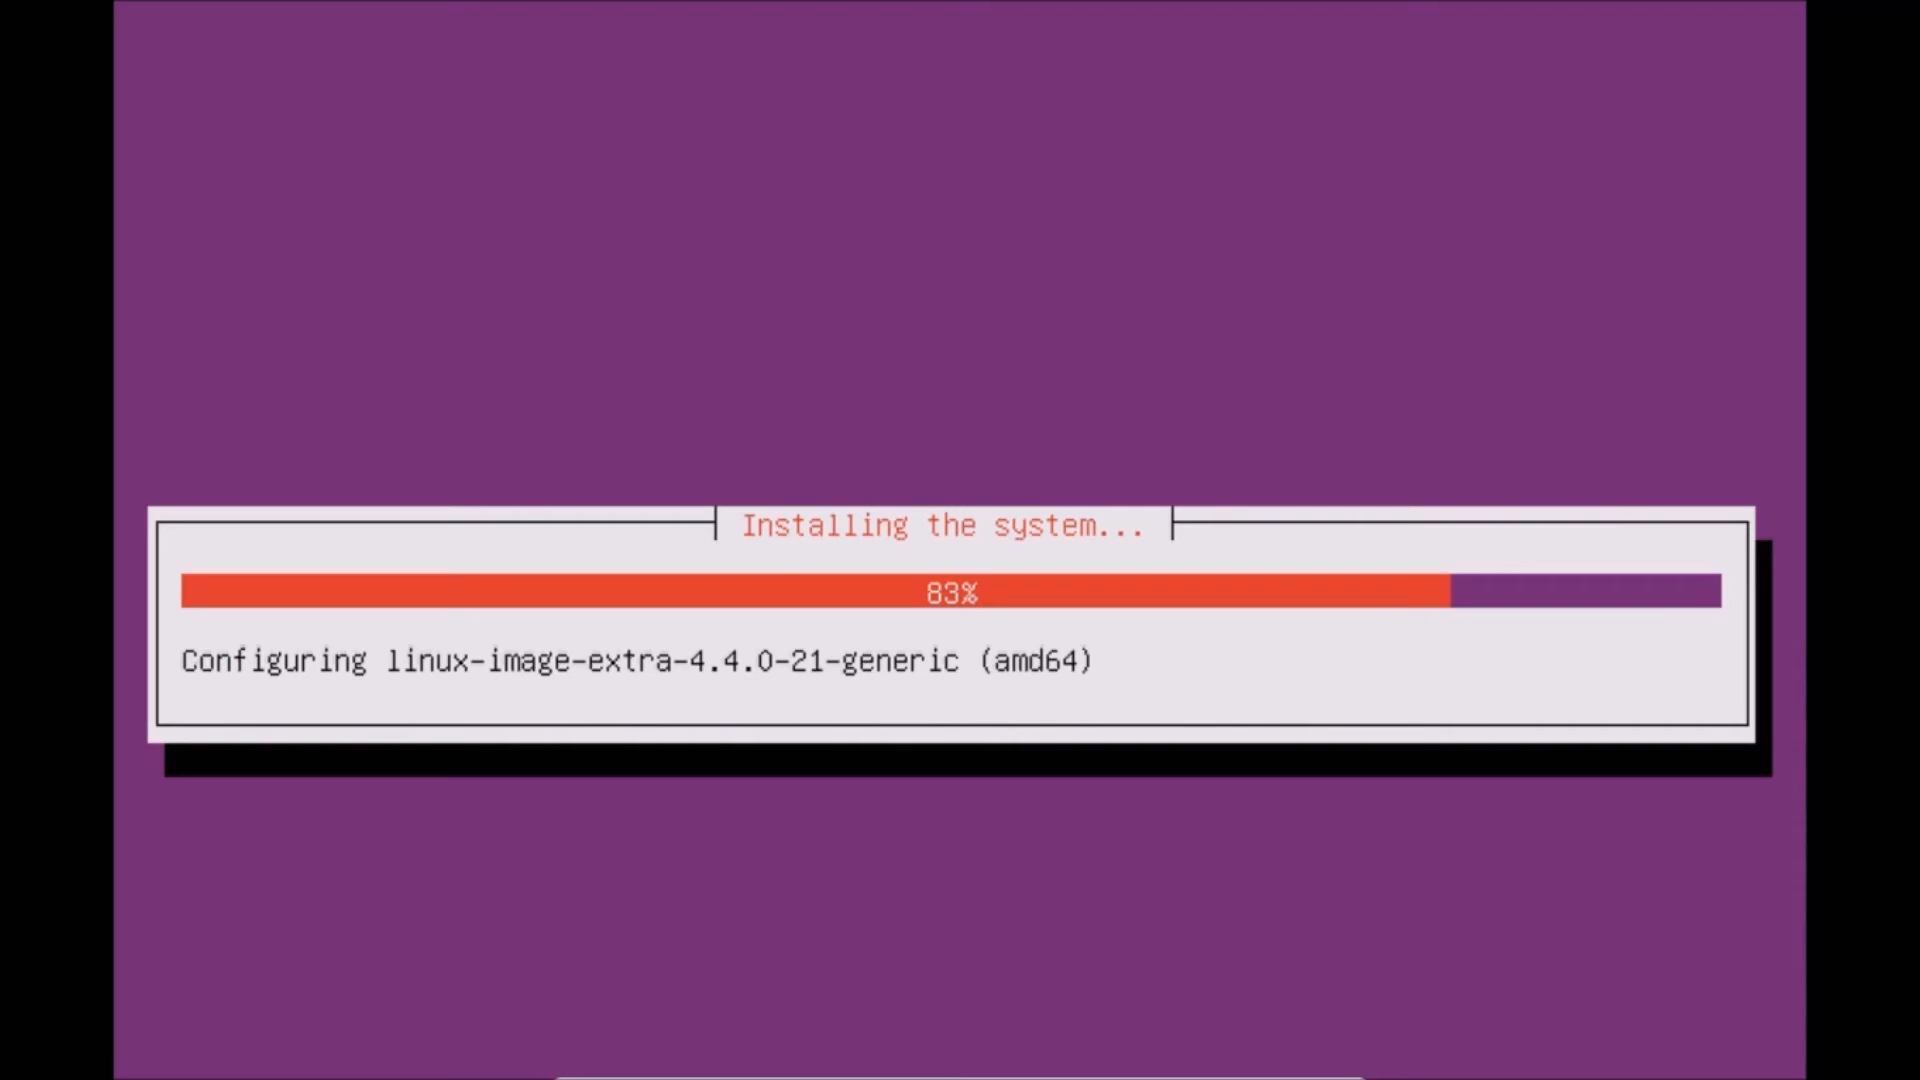 Installing the system...
83%
Configuring linux-image-extra-4.4.0-21-generic (amd64)